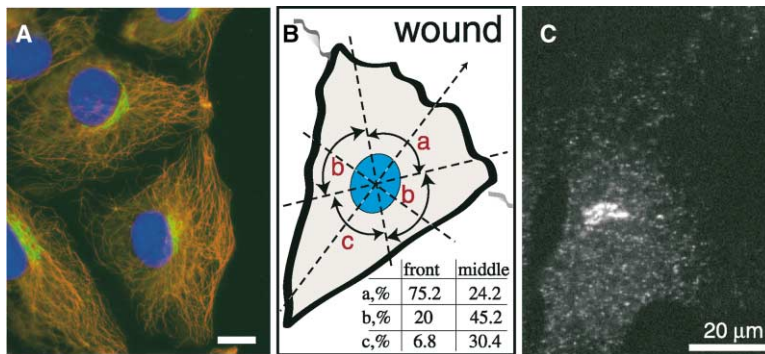 A
B
wound
a
b
b
c
front middle
a,% 75.2 24.2
b,% 20 45.2
c,% 6.8 30.4
C
20 μm